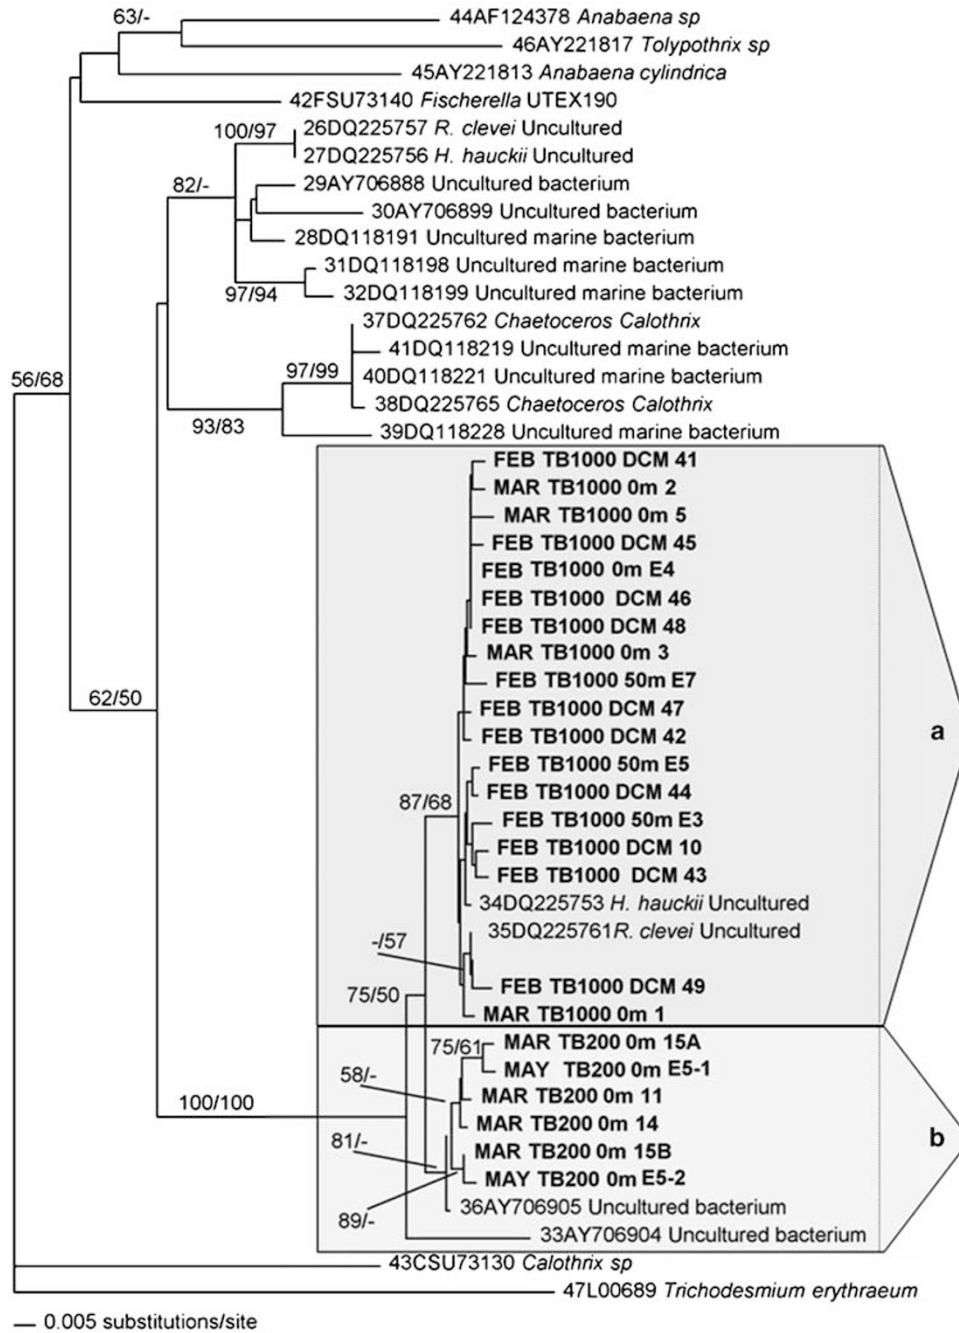 63/-
44AF124378 Anabaena sp
46AY221817 Tolypothrix sp
45AY221813 Anabaena cylindrica
42FSU73140 Fischerella UTEX190
100/97
26DQ225757 R. clevei Uncultured
27DQ225756 H. hauckii Uncultured
82/-
29AY706888 Uncultured bacterium
30AY706899 Uncultured bacterium
28DQ118191 Uncultured marine bacterium
31DQ118198 Uncultured marine bacterium
97/94
32DQ118199 Uncultured marine bacterium
37DQ225762 Chaetoceros Calothrix
41DQ118219 Uncultured marine bacterium
56/68
97/99
40DQ118221 Uncultured marine bacterium
38DQ225765 Chaetoceros Calothrix
93/83
39DQ118228 Uncultured marine bacterium
FEB TB1000 DCM 41
MAR TB1000 0m 2
MAR TB1000 0m 5
FEB TB1000 DCM 45
FEB TB1000 0m E4
FEB TB1000 DCM 46
FEB TB1000 DCM 48
MAR TB1000 0m 3
FEB TB1000 50m E7
62/50
FEB TB1000 DCM 47
FEB TB1000 DCM 42
a
FEB TB1000 50m E5
FEB TB1000 DCM 44
87/68
FEB TB1000 50m E3
FEB TB1000 DCM 10
FEB TB1000 DCM 43
34DQ225753 H. hauckii Uncultured
35DQ225761R. clevei Uncultured
-/57
FEB TB1000 DCM 49
75/50
MAR TB1000 0m 1
MAR TB200 0m 15A
75/61
MAY TB200 0m E5-1
58/-
MAR TB200 0m 11
100/100
MAR TB200 0m 14
b
81/-
MAR TB200 0m 15B
MAY TB200 0m E5-2
36AY706905 Uncultured bacterium
89/-
33AY706904 Uncultured bacterium
43CSU73130 Calothrix sp
47L00689 Trichodesmium erythraeum
0.005 substitutions/site